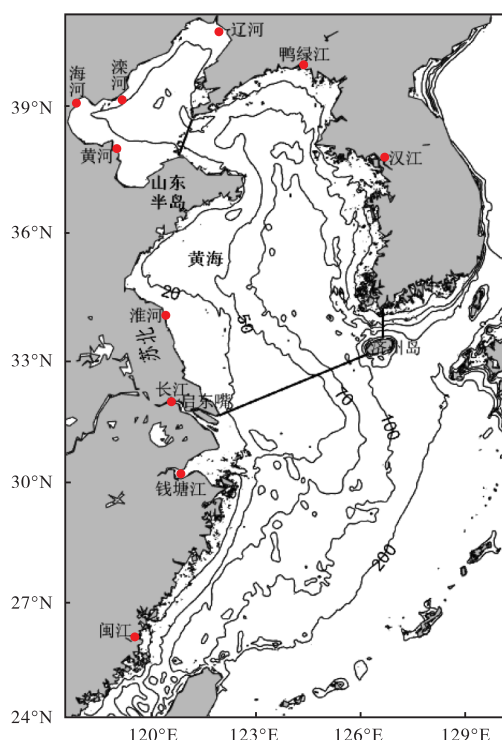 辽河
鸭绿江
海河
滦河
39°N
黄河
汉江
山东
半岛
36°N
黄海
20
50
淮河
苏北
济州岛
33°N
长江
启东嘴
100
30°N
钱塘江
200
27°N
闽江
24°N
120°E
123°E
126°E
129°E